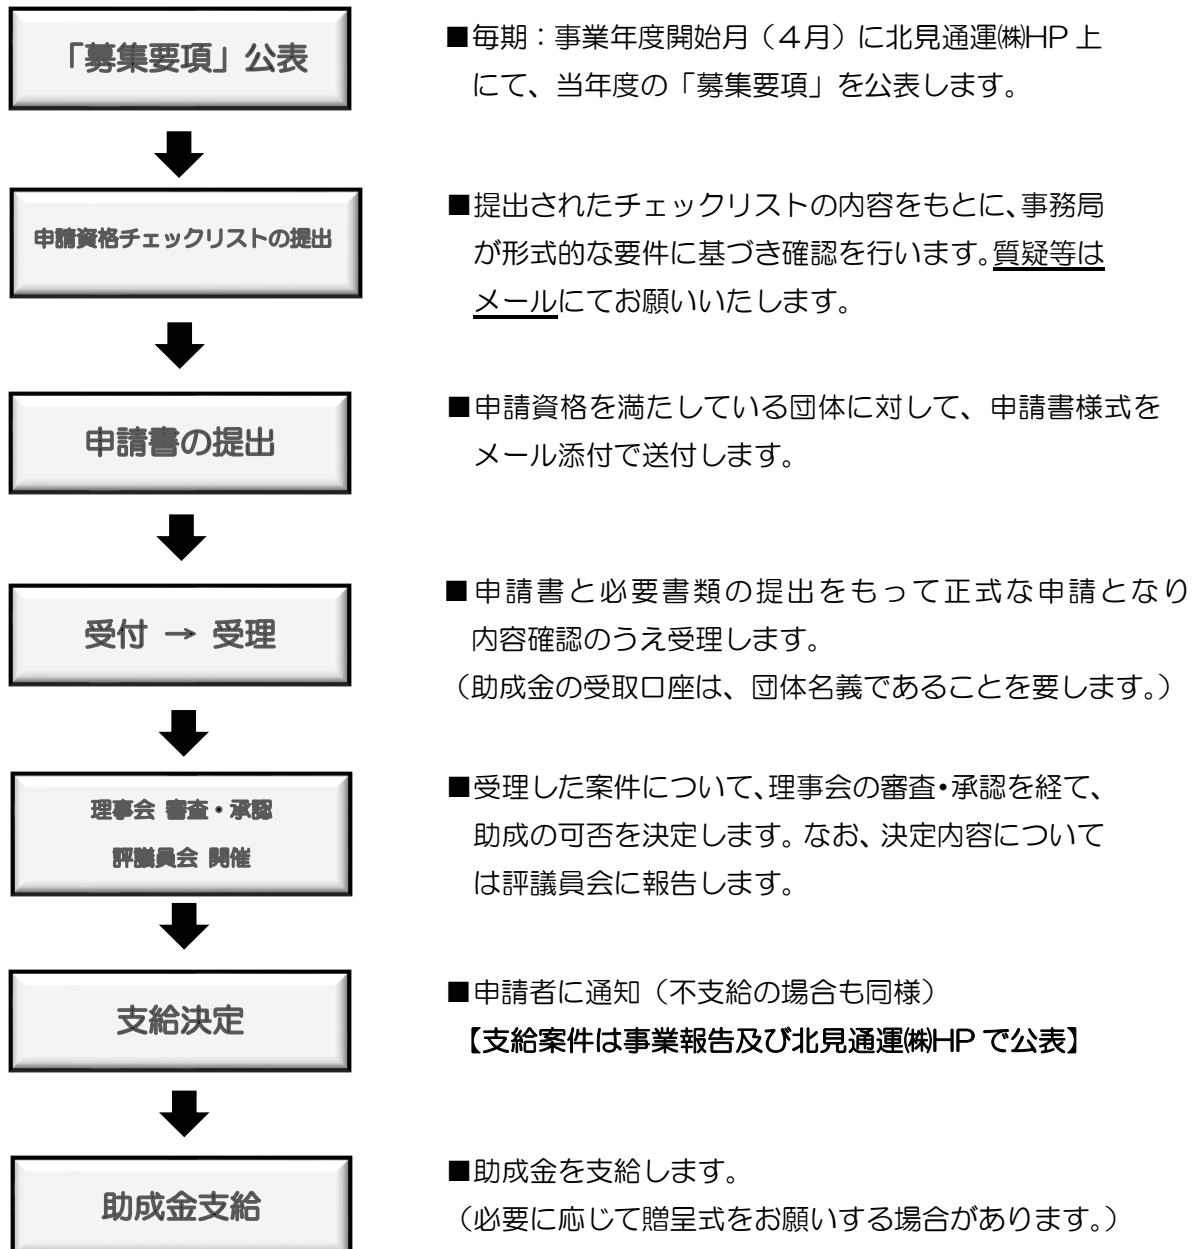 「募集要項」公表
■毎期：事業年度開始月（４月）に北見通運㈱HP上
にて、当年度の「募集要項」を公表します。
申請資格チェックリストの提出
■提出されたチェックリストの内容をもとに、事務局
が形式的な要件に基づき確認を行います。質疑等は
メールにてお願いいたします。
申請書の提出
■申請資格を満たしている団体に対して、申請書様式を
メール添付で送付します。
受付 → 受理
■申請書と必要書類の提出をもって正式な申請となり
内容確認のうえ受理します。
（助成金の受取口座は、団体名義であることを要します。）
理事会 審査・承認
評議員会 開催
■受理した案件について、理事会の審査・承認を経て、
助成の可否を決定します。なお、決定内容について
は評議員会に報告します。
支給決定
■申請者に通知（不支給の場合も同様）
【支給案件は事業報告及び北見通運㈱HPで公表】
助成金支給
■助成金を支給します。
（必要に応じて贈呈式をお願いする場合があります。）